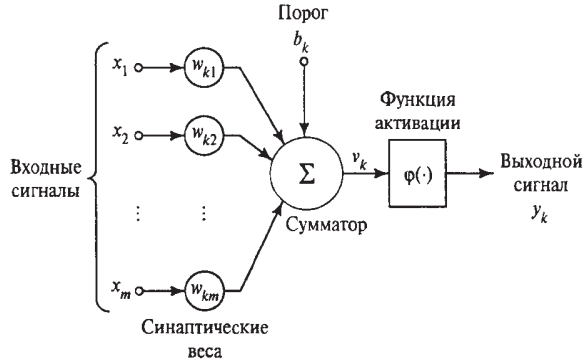 Порог
b_k
x_1
w_k1
Функция
активации
x_2
w_k2
Входные
сигналы
Σ
v_k
φ(·)
Выходной
сигнал
y_k
Сумматор
x_m
w_km
Синаптические
веса